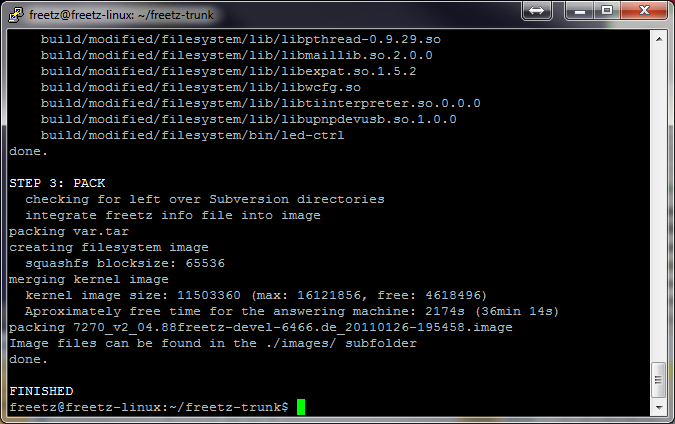 freetz@freetz-linux: ~/freetz-trunk
build/modified/filesystem/lib/libpthread-0.9.29.so
build/modified/filesystem/lib/libmaillib.so.2.0.0
build/modified/filesystem/lib/libexpat.so.1.5.2
build/modified/filesystem/lib/libwcfg.so
build/modified/filesystem/lib/libtiinterpreter.so.0.0.0
build/modified/filesystem/lib/libupnpdevusb.so.1.0.0
build/modified/filesystem/bin/led-ctrl
done.
STEP 3: PACK
checking for left over Subversion directories
integrate freetz info file into image
packing var.tar
creating filesystem image
squashfs blocksize: 65536
merging kernel image
kernel image size: 11503360 (max: 16121856, free: 4618496)
Aproximately free time for the answering machine: 2174s (36min 14s)
packing 7270_v2_04.88freetz-devel-6466.de_20110126-195458.image
Image files can be found in the ./images/ subfolder
done.
FINISHED
freetz@freetz-linux:~/freetz-trunk$